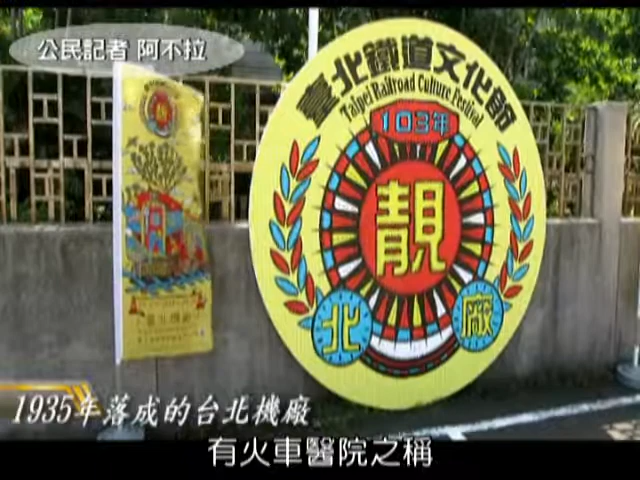 公民記者 阿不拉
臺北鐵道文化節
Taipei Railroad Culture Festival
103年
靚
北
廠
1935年落成的台北機廠
有火車醫院之稱